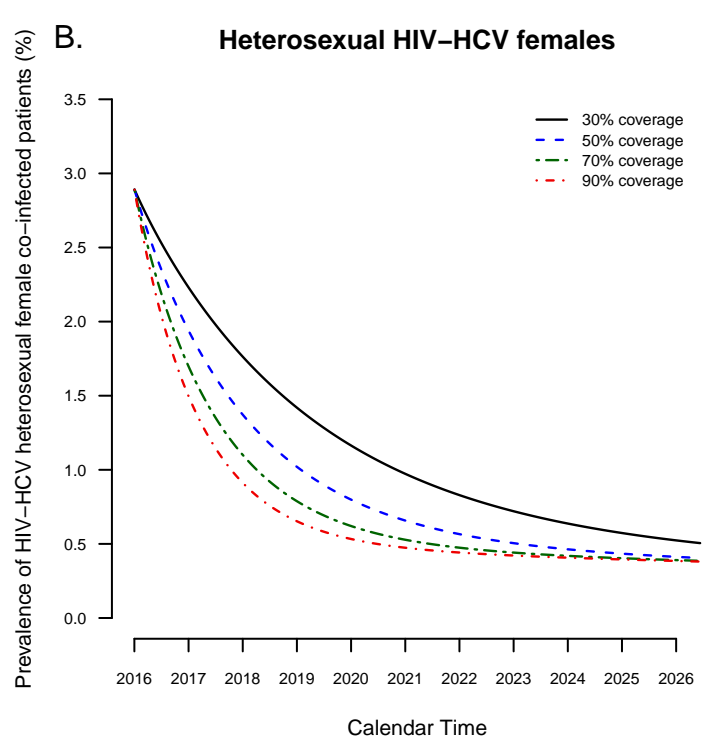 B.
Heterosexual HIV−HCV females
Prevalence of HIV−HCV heterosexual female co−infected patients (%)
3.5
3.0
2.5
2.0
1.5
1.0
0.5
0.0
30% coverage
50% coverage
70% coverage
90% coverage
2016 2017 2018 2019 2020 2021 2022 2023 2024 2025 2026
Calendar Time